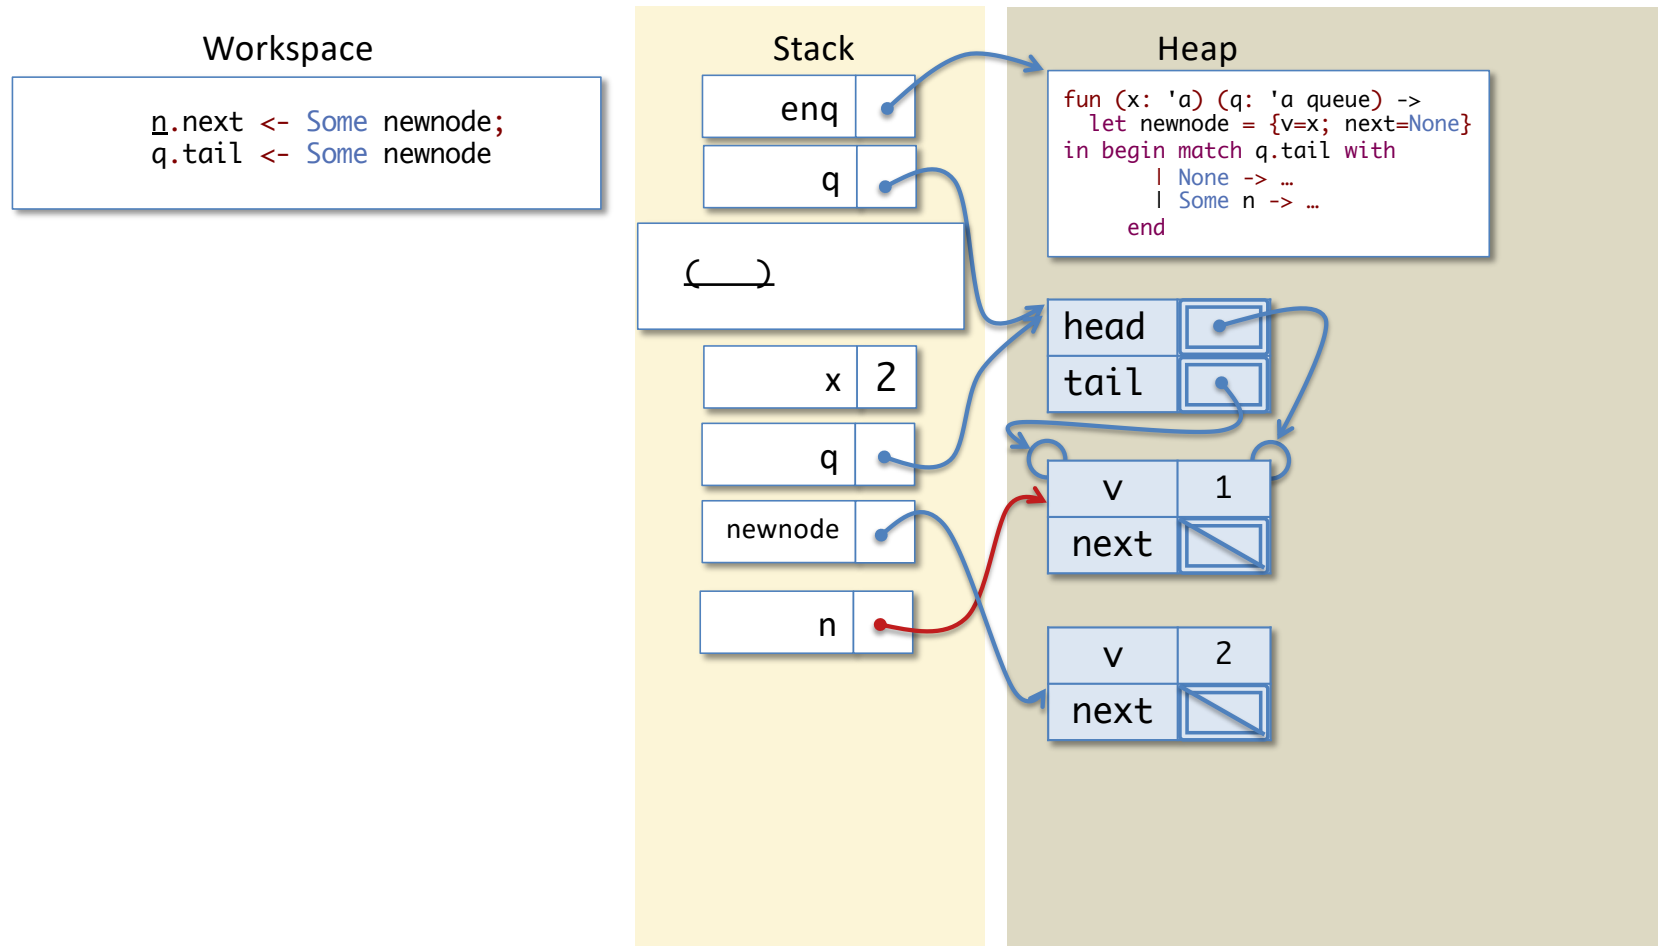 Workspace
n.next <- Some newnode;
q.tail <- Some newnode
Stack
enq
q
(    )
x 2
q
newnode
n
Heap
fun (x: 'a) (q: 'a queue) ->
let newnode = {v=x; next=None}
in begin match q.tail with
| None -> …
| Some n -> …
end
head
tail
v 1
next
v 2
next